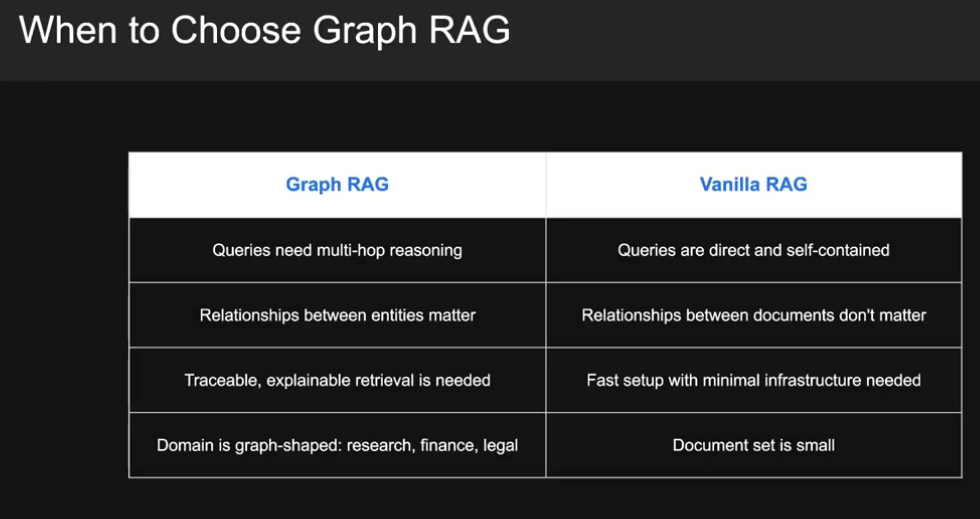 When to Choose Graph RAG
Graph RAG
Vanilla RAG
Queries need multi-hop reasoning
Queries are direct and self-contained
Relationships between entities matter
Relationships between documents don't matter
Traceable, explainable retrieval is needed
Fast setup with minimal infrastructure needed
Domain is graph-shaped: research, finance, legal
Document set is small